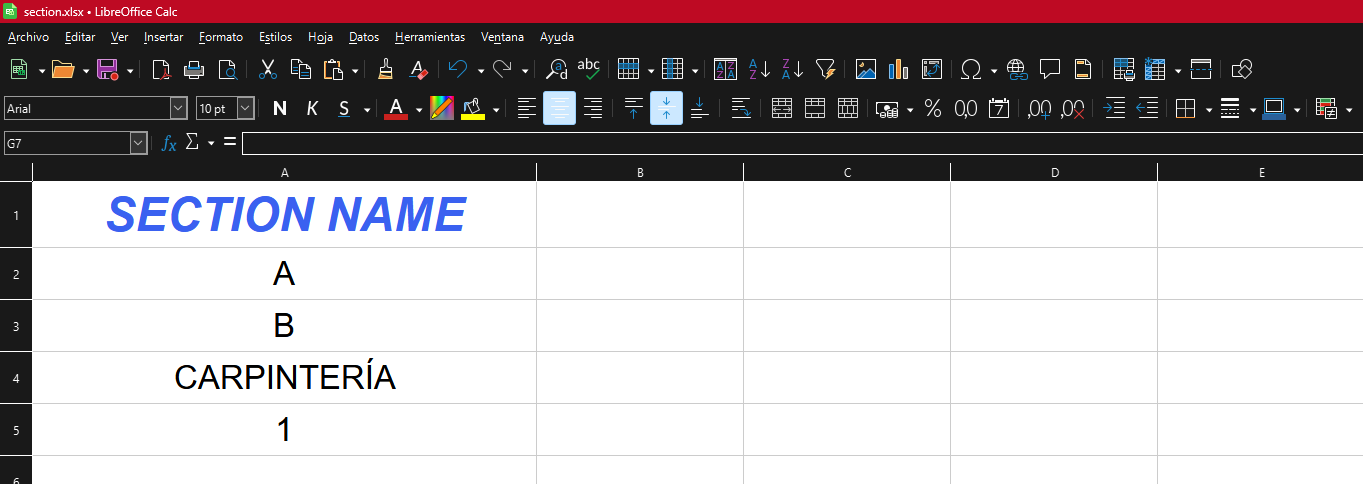 section.xlsx • LibreOffice Calc
Archivo Editar Ver Insertar Formato Estilos Hoja Datos Herramientas Ventana Ayuda
Arial 10 pt N K S
G7
A B C D E
1 SECTION NAME
2 A
3 B
4 CARPINTERÍA
5 1
6